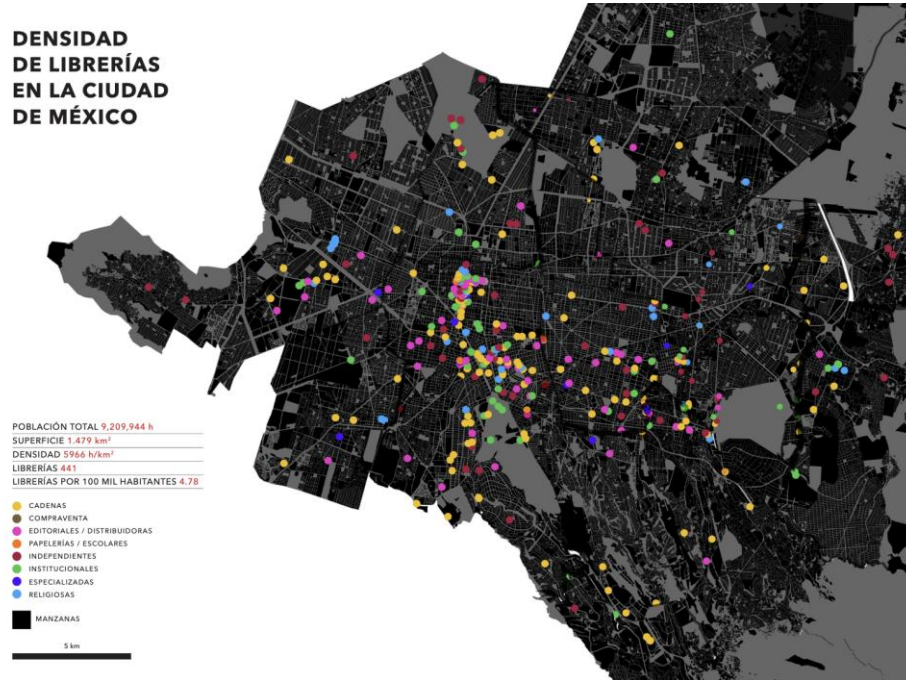 DENSIDAD
DE LIBRERÍAS
EN LA CIUDAD
DE MÉXICO
POBLACIÓN TOTAL 9,209,944 h
SUPERFICIE 1.479 km²
DENSIDAD 5966 h/km²
LIBRERÍAS 441
LIBRERÍAS POR 100 MIL HABITANTES 4.78
CADENAS
COMPRAVENTA
EDITORIALES / DISTRIBUIDORAS
PAPELERÍAS / ESCOLARES
INDEPENDIENTES
INSTITUCIONALES
ESPECIALIZADAS
RELIGIOSAS
MANZANAS
5 km